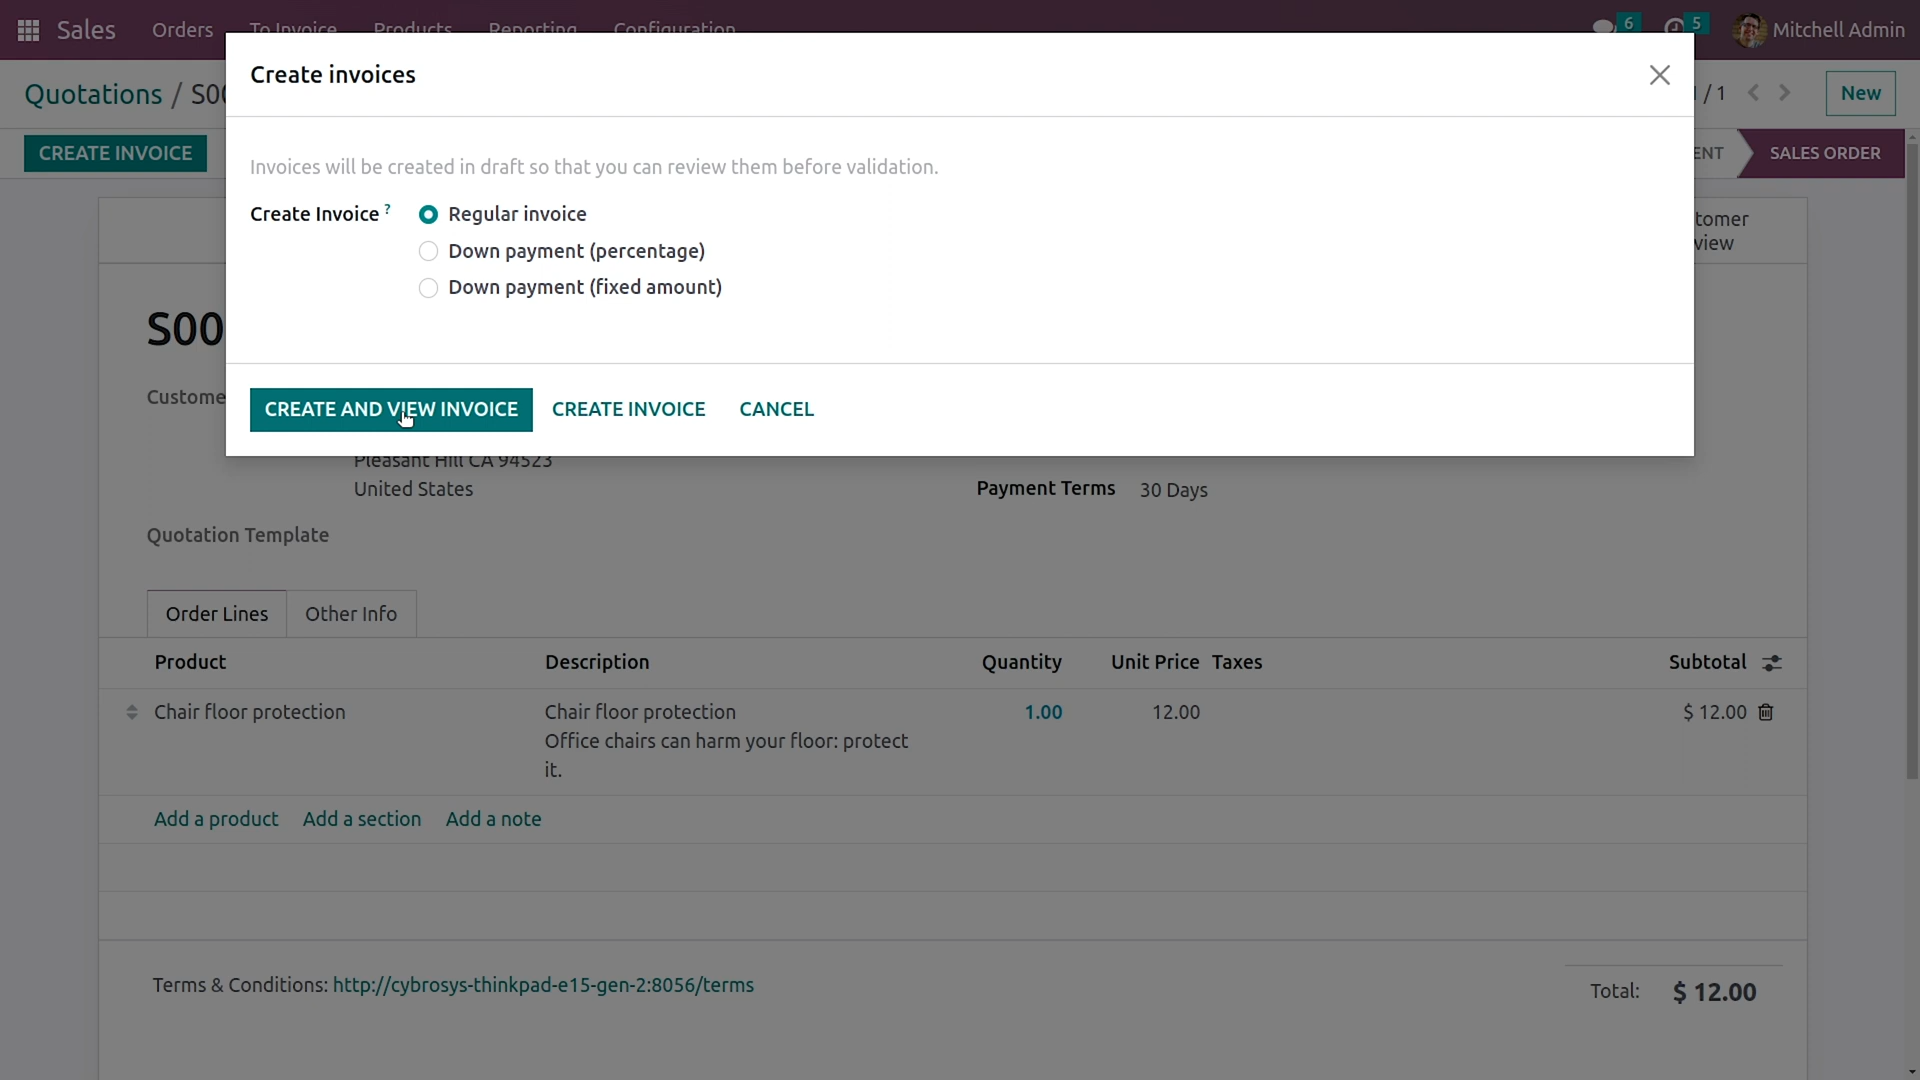 Sales Orders To Invoice Products Reporting Configuration 6 5 Mitchell Admin
Create invoices
Quotations / S00 / 1 New
CREATE INVOICE SALES ORDER
Invoices will be created in draft so that you can review them before validation.
Create Invoice ? Regular invoice
Down payment (percentage)
Down payment (fixed amount)
S00
CREATE AND VIEW INVOICE CREATE INVOICE CANCEL
Pleasant Hill CA 94523
United States
Payment Terms 30 Days
Quotation Template
Order Lines Other Info
Product Description Quantity Unit Price Taxes Subtotal
Chair floor protection Chair floor protection 1.00 12.00 $ 12.00
Office chairs can harm your floor: protect
it.
Add a product Add a section Add a note
Terms & Conditions: http://cybrosys-thinkpad-e15-gen-2:8056/terms
Total: $ 12.00